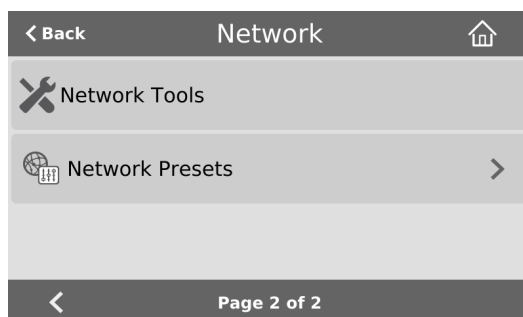 Back
Network
Network Tools
Network Presets
Page 2 of 2